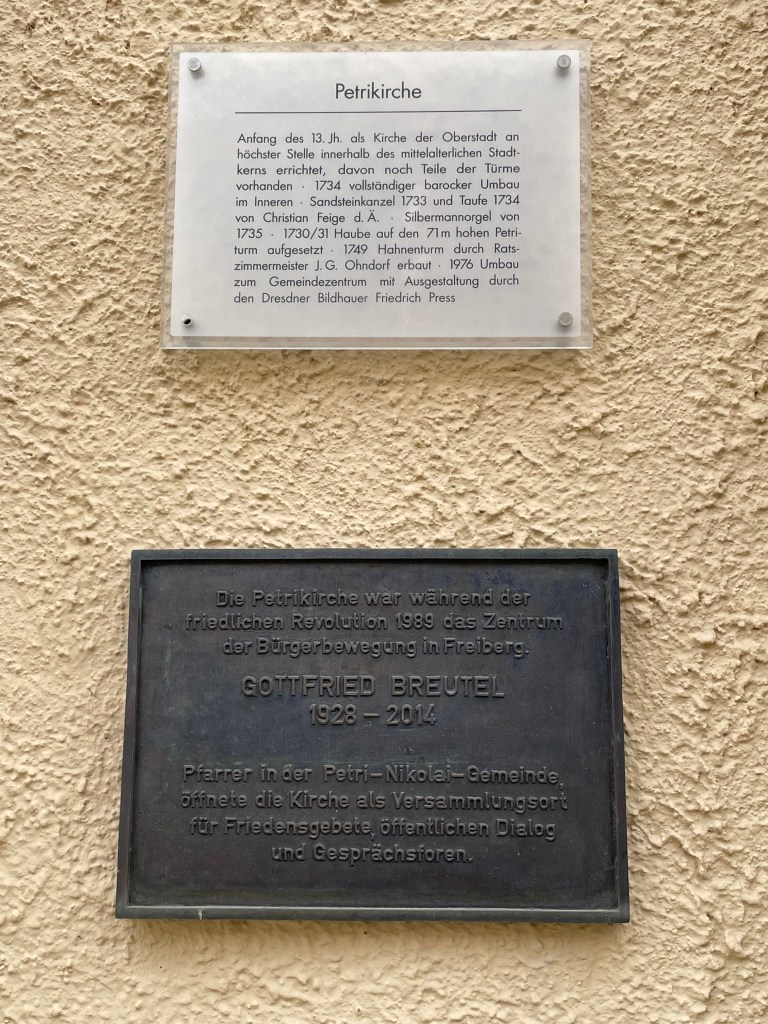 Petrikirche
Anfang des 13. Jh. als Kirche der Oberstadt an
höchster Stelle innerhalb des mittelalterlichen Stadt-
kerns errichtet, davon noch Teile der Türme
vorhanden · 1734 vollständiger barocker Umbau
im Inneren · Sandsteinkanzel 1733 und Taufe 1734
von Christian Feige d. Ä. · Silbermannorgel von
1735 · 1730/31 Haube auf den 71m hohen Petri-
turm aufgesetzt · 1749 Hahnenturm durch Rats-
zimmermeister J. G. Ohndorf erbaut · 1976 Umbau
zum Gemeindezentrum mit Ausgestaltung durch
den Dresdner Bildhauer Friedrich Press
Die Petrikirche war während der
friedlichen Revolution 1989 das Zentrum
der Bürgerbewegung in Freiberg.
GOTTFRIED BREUTEL
1928 – 2014
Pfarrer in der Petri–Nikolai–Gemeinde,
öffnete die Kirche als Versammlungsort
für Friedensgebete, öffentlichen Dialog
und Gesprächsforen.